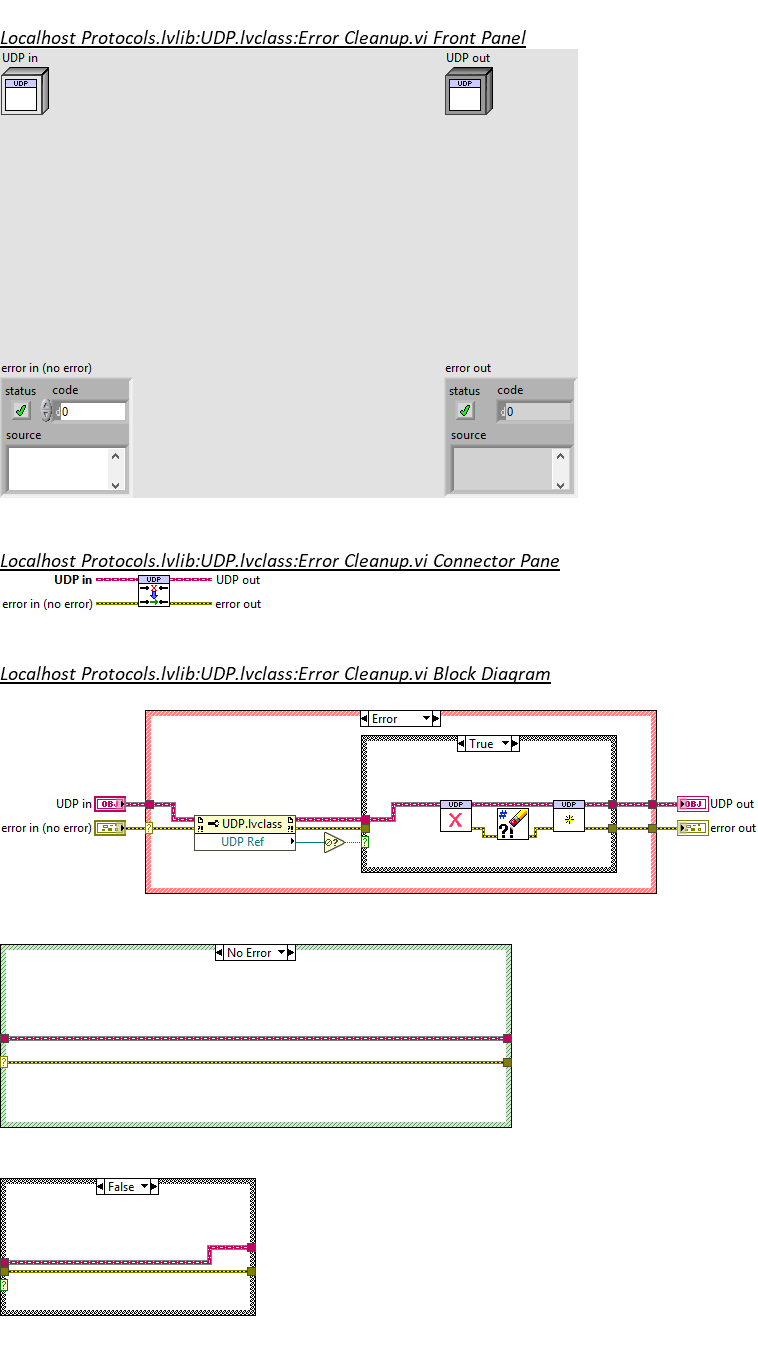 Localhost Protocols.lvlib:UDP.lvclass:Error Cleanup.vi Front Panel
UDP in
UDP out
UDP
UDP
error in (no error)
error out
status
code
status
code
d
0
d
0
source
source
Localhost Protocols.lvlib:UDP.lvclass:Error Cleanup.vi Connector Pane
UDP in
UDP
UDP out
error in (no error)
error out
Localhost Protocols.lvlib:UDP.lvclass:Error Cleanup.vi Block Diagram
Error
True
UDP in
OBJ
UDP
UDP
OBJ
UDP out
error in (no error)
?
?!
UDP.lvclass
?!
X
#
?!
error out
UDP Ref
?
?
No Error
?
False
?